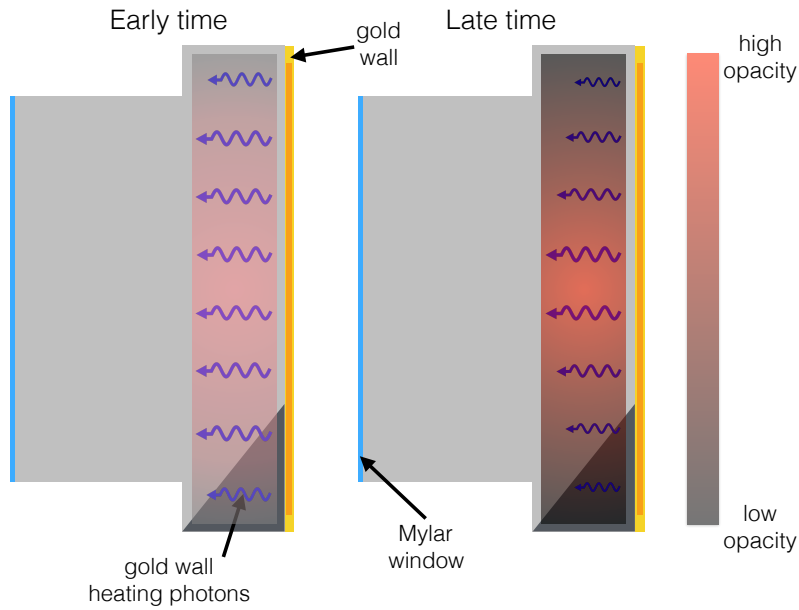 Early time
Late time
gold
wall
high
opacity
low
opacity
Mylar
window
gold wall
heating photons